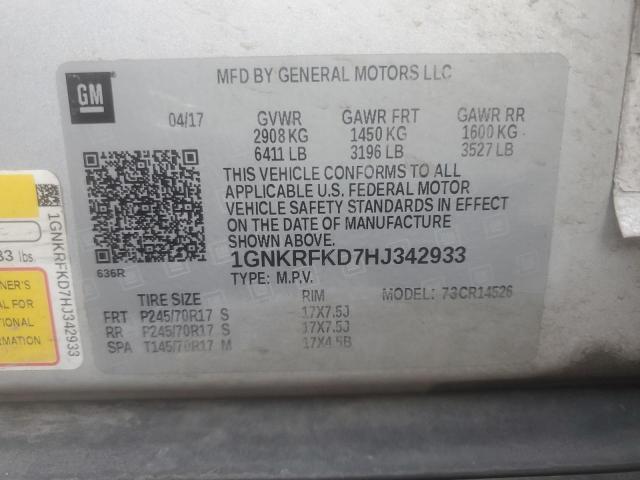 MFD BY GENERAL MOTORS LLC
GM
04/17 GVWR GAWR FRT GAWR RR
2908 KG 1450 KG 1600 KG
6411 LB 3196 LB 3527 LB
THIS VEHICLE CONFORMS TO ALL
APPLICABLE U.S. FEDERAL MOTOR
VEHICLE SAFETY STANDARDS IN EFFECT
ON THE DATE OF MANUFACTURE
SHOWN ABOVE.
1GNKRFKD7HJ342933
636R
TYPE: M.P.V.
TIRE SIZE RIM MODEL:
FRT P245/70R17 S 17X7.5J
RR P245/70R17 S 17X7.5J
SPA T145/70R17 M 17X4.5B
1GNKRFKD7HJ342933
lbs.